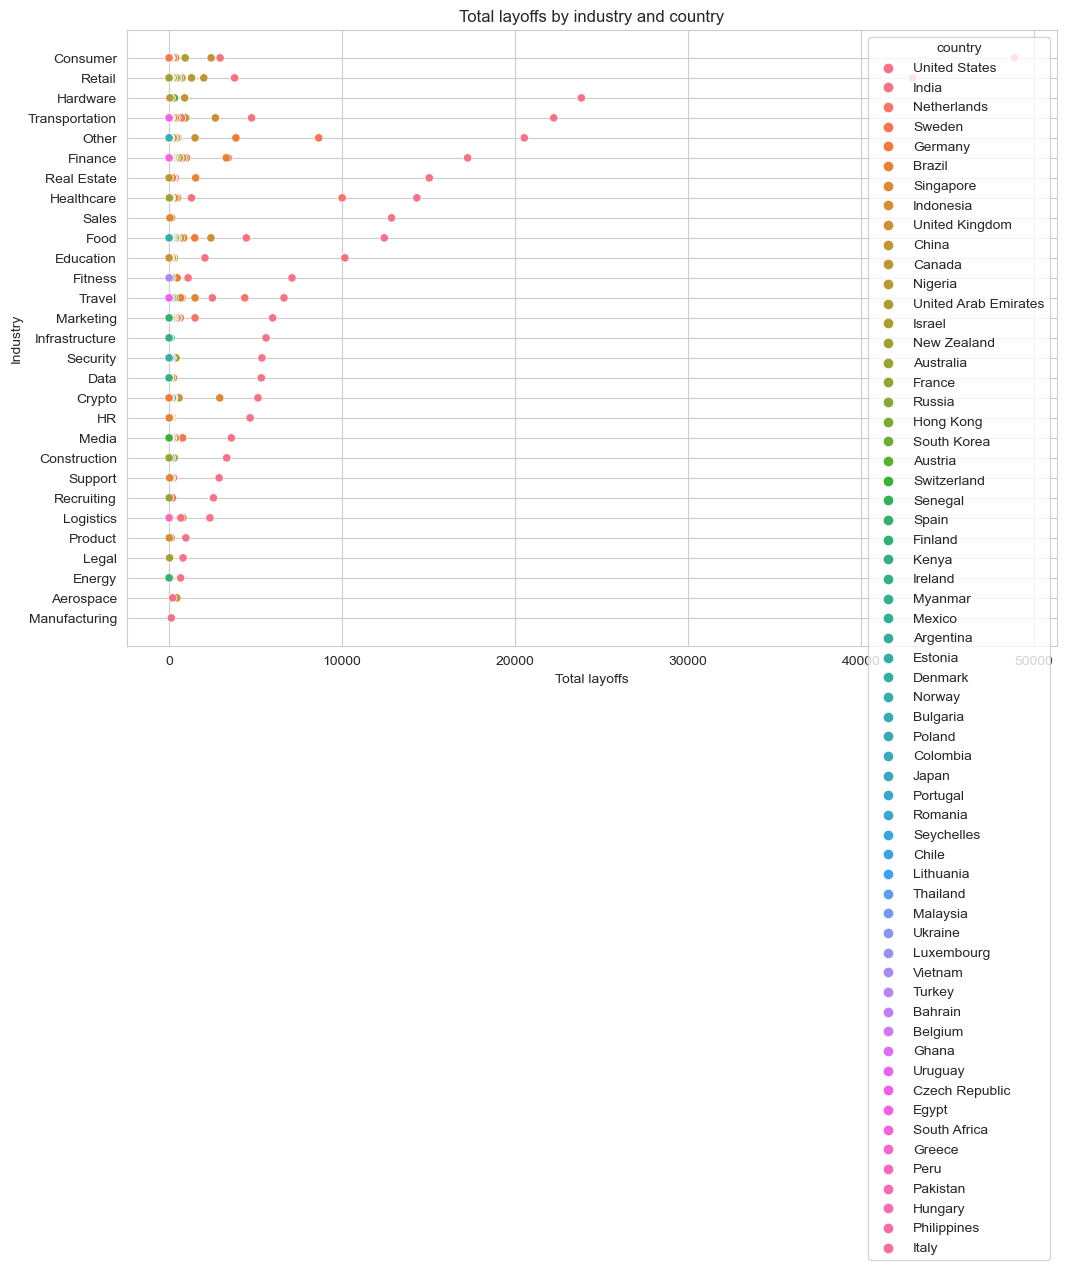 Total layoffs by industry and country
Industry
Consumer
Retail
Hardware
Transportation
Other
Finance
Real Estate
Healthcare
Sales
Food
Education
Fitness
Travel
Marketing
Infrastructure
Security
Data
Crypto
HR
Media
Construction
Support
Recruiting
Logistics
Product
Legal
Energy
Aerospace
Manufacturing
0 10000 20000 30000 40000 50000
Total layoffs
country
United States
India
Netherlands
Sweden
Germany
Brazil
Singapore
Indonesia
United Kingdom
China
Canada
Nigeria
United Arab Emirates
Israel
New Zealand
Australia
France
Russia
Hong Kong
South Korea
Austria
Switzerland
Senegal
Spain
Finland
Kenya
Ireland
Myanmar
Mexico
Argentina
Estonia
Denmark
Norway
Bulgaria
Poland
Colombia
Japan
Portugal
Romania
Seychelles
Chile
Lithuania
Thailand
Malaysia
Ukraine
Luxembourg
Vietnam
Turkey
Bahrain
Belgium
Ghana
Uruguay
Czech Republic
Egypt
South Africa
Greece
Peru
Pakistan
Hungary
Philippines
Italy